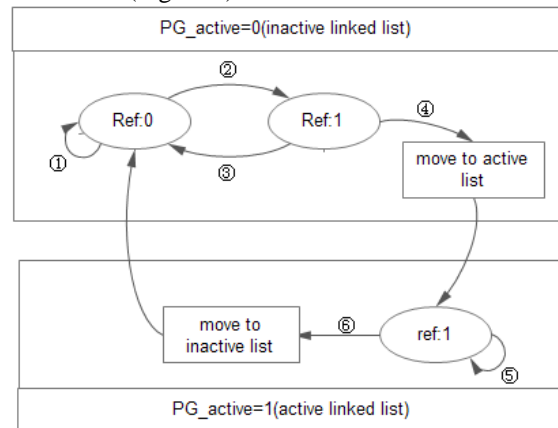 PG_active=0(inactive linked list)
②
④
Ref:0
Ref:1
①
③
move to active
list
move to
inactive list
⑥
ref:1
⑤
PG_active=1(active linked list)